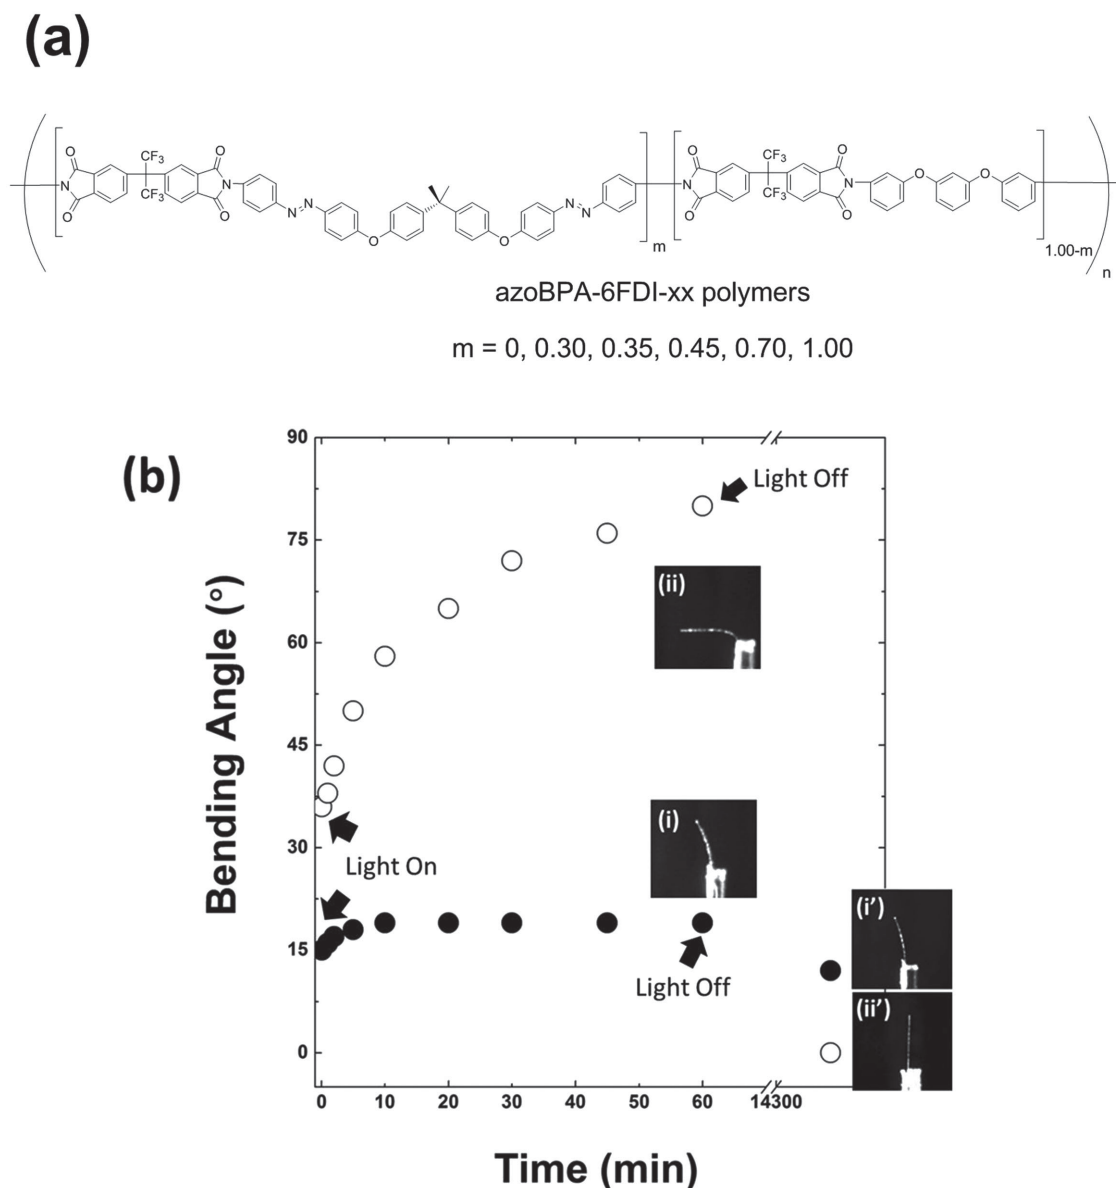 (a)
O O CF3 O O CF3 O
N CF3 N N CF3 N O O
O O N=N N=N O O
O O
m 1.00-m
n
azoBPA-6FDI-xx polymers
m = 0, 0.30, 0.35, 0.45, 0.70, 1.00
(b)
90
75
60
45
30
15
0
Bending Angle (°)
Light Off
(ii)
Light On
(i)
Light Off
(i')
(ii')
0 10 20 30 40 50 60 14300
Time (min)